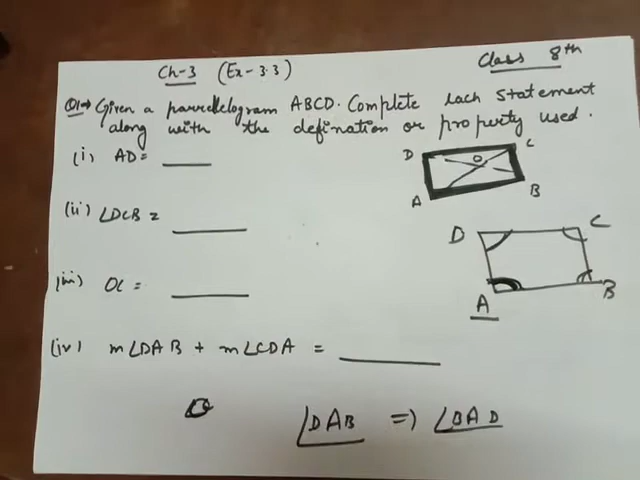 Ch-3 (Ex-3.3)
Class 8th
Q1→ Given a parrellelogram ABCD. Complete each statement
along with the defination or property used.
(i) AD = ____
D
C
O
A
B
(ii) ∠DCB = ____
D
C
A
B
(iii) OC = ____
(iv) m∠DAB + m∠CDA = ____
∠DAB => ∠BAD